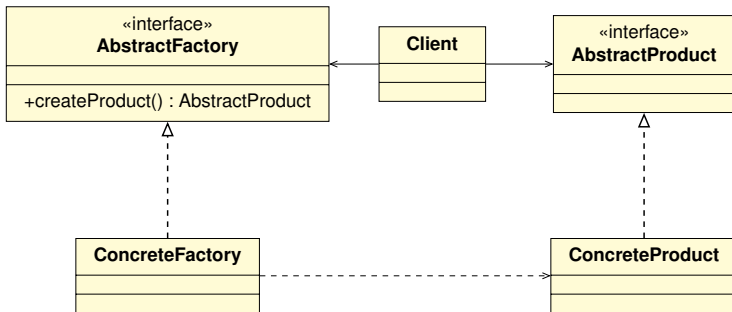 «interface»
AbstractFactory
+createProduct() : AbstractProduct
Client
«interface»
AbstractProduct
ConcreteFactory
ConcreteProduct